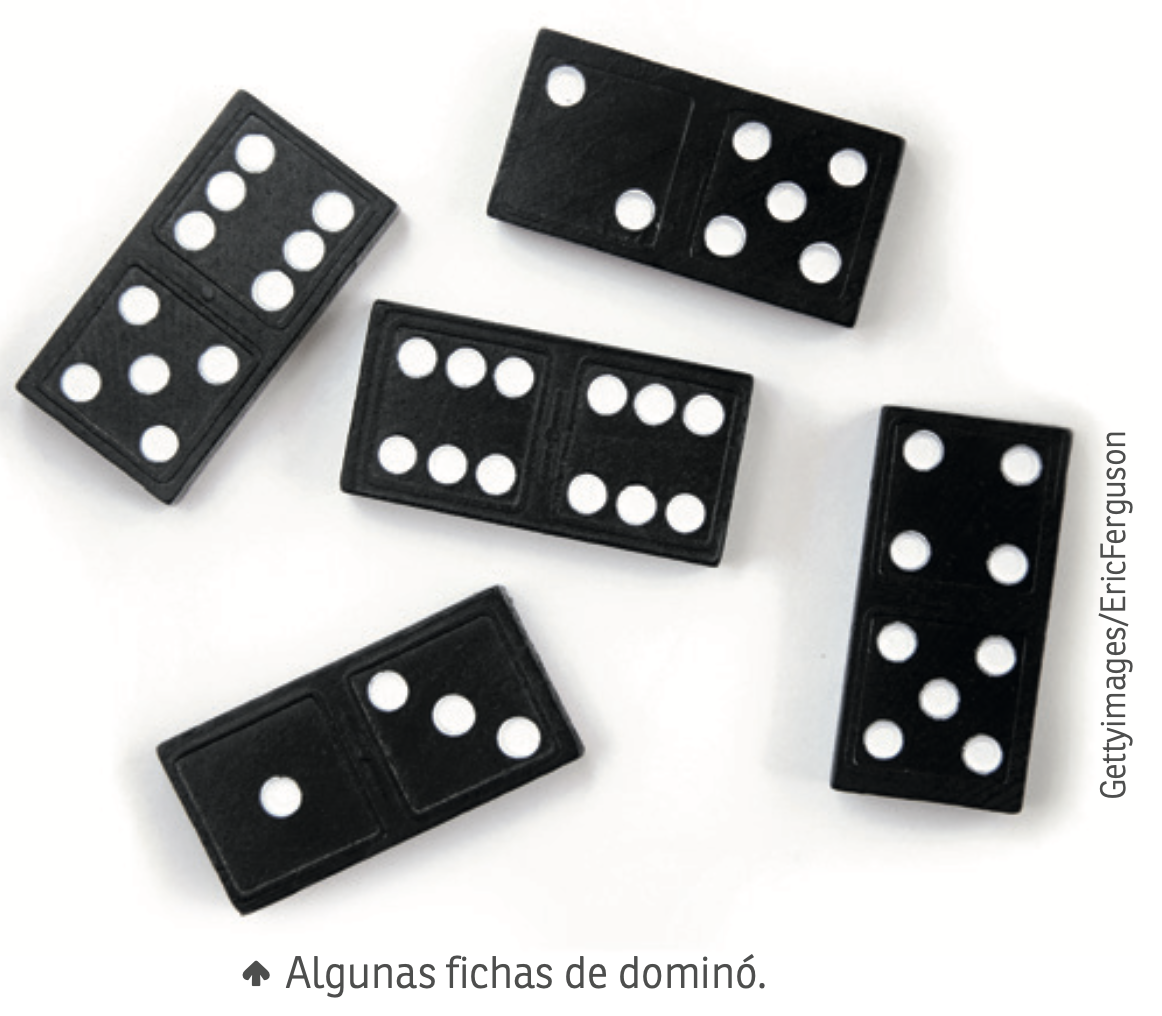 Gettyimages/EricFerguson
Algunas fichas de dominó.